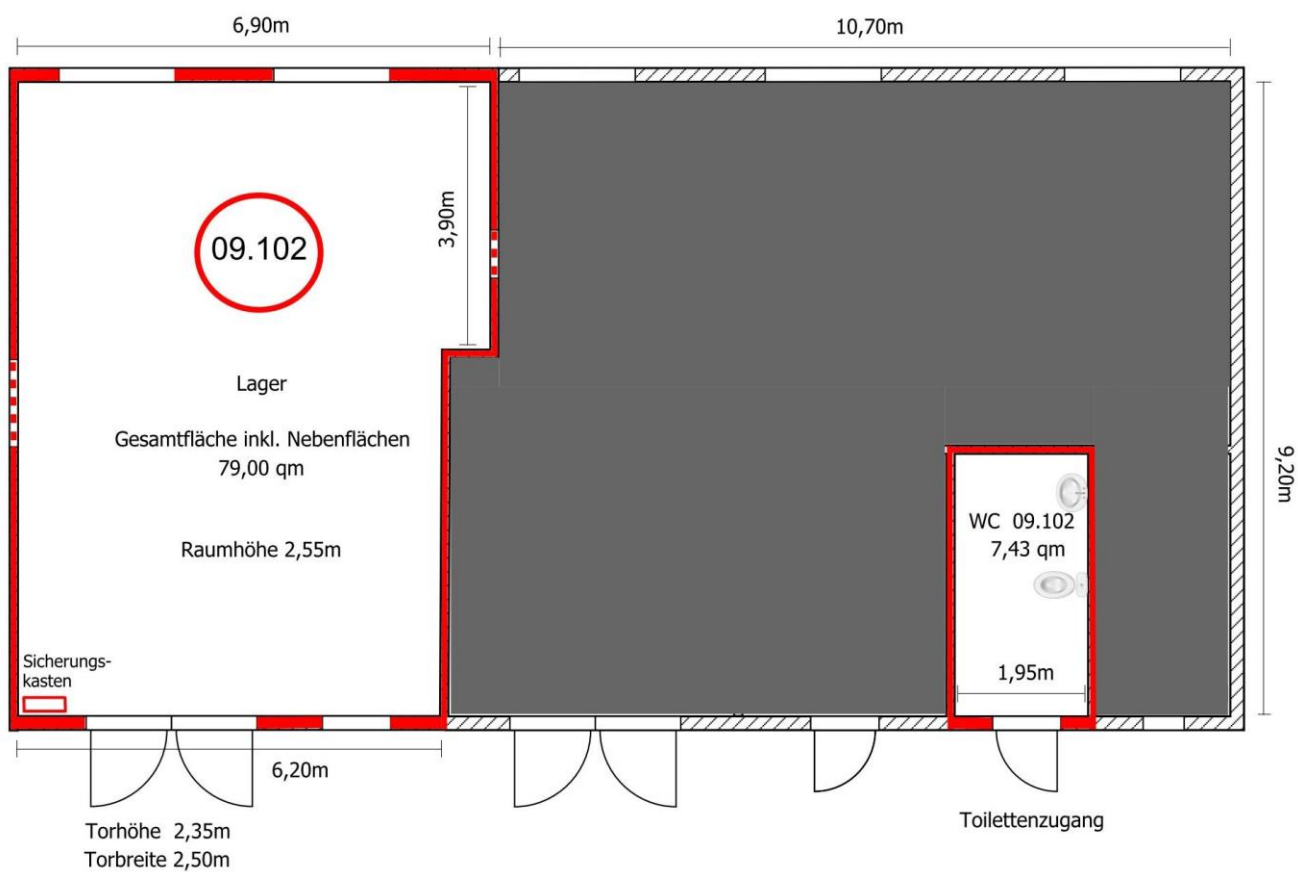 6,90m
10,70m
3,90m
09.102
Lager
Gesamtfläche inkl. Nebenflächen
79,00 qm
9,20m
WC 09.102
7,43 qm
Raumhöhe 2,55m
Sicherungs-
kasten
1,95m
6,20m
Torhöhe 2,35m
Torbreite 2,50m
Toilettenzugang